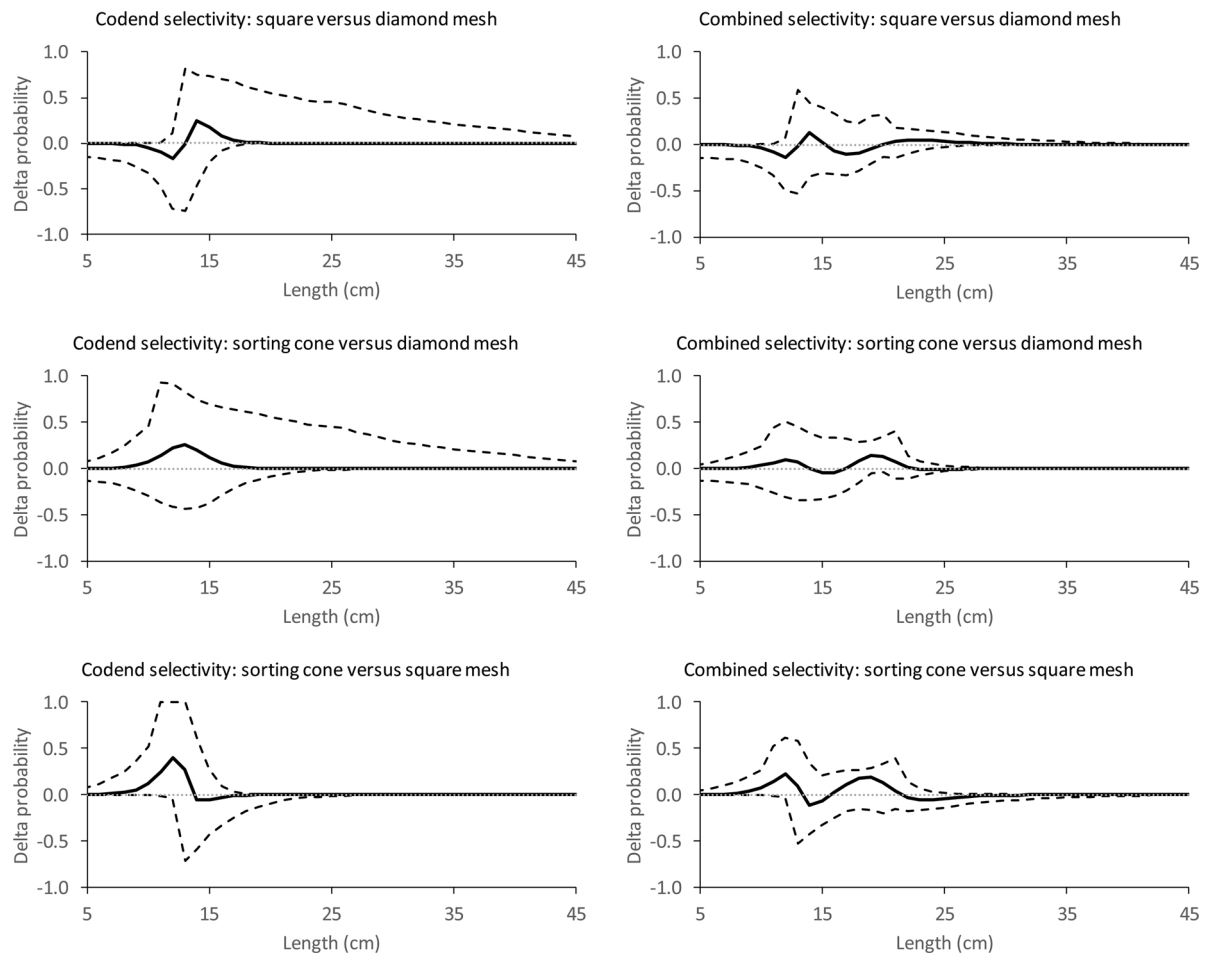 Codend selectivity: square versus diamond mesh
1.0
0.5
0.0
-0.5
-1.0
Delta probability
5 15 25 35 45
Length (cm)
Combined selectivity: square versus diamond mesh
1.0
0.5
0.0
-0.5
-1.0
Delta probability
5 15 25 35 45
Length (cm)
Codend selectivity: sorting cone versus diamond mesh
1.0
0.5
0.0
-0.5
-1.0
Delta probability
5 15 25 35 45
Length (cm)
Combined selectivity: sorting cone versus diamond mesh
1.0
0.5
0.0
-0.5
-1.0
Delta probability
5 15 25 35 45
Length (cm)
Codend selectivity: sorting cone versus square mesh
1.0
0.5
0.0
-0.5
-1.0
Delta probability
5 15 25 35 45
Length (cm)
Combined selectivity: sorting cone versus square mesh
1.0
0.5
0.0
-0.5
-1.0
Delta probability
5 15 25 35 45
Length (cm)